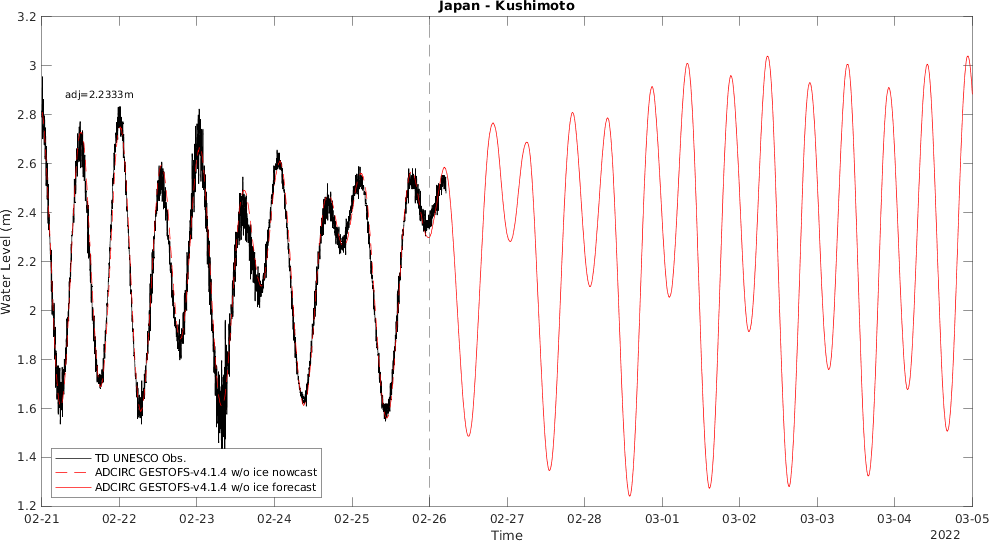 Japan - Kushimoto
3.2
3
2.8
2.6
2.4
2.2
2
1.8
1.6
1.4
1.2
Water Level (m)
adj=2.2333m
TD UNESCO Obs.
ADCIRC GESTOFS-v4.1.4 w/o ice nowcast
ADCIRC GESTOFS-v4.1.4 w/o ice forecast
02-21 02-22 02-23 02-24 02-25 02-26 02-27 02-28 03-01 03-02 03-03 03-04 03-05
Time
2022